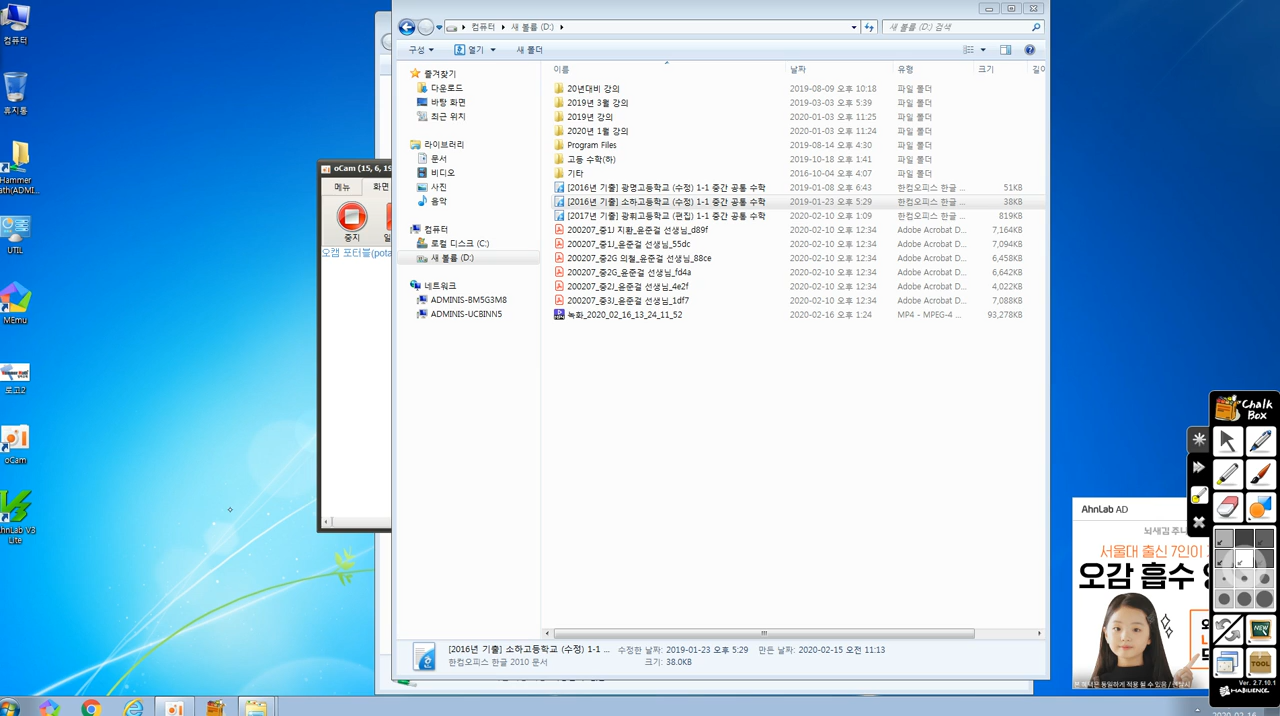 컴퓨터
휴지통
Hammer
ath(ADMI...
UTIL
MEmu
로고2
oCam
AhnLab V3
Lite
oCam (15, 6, 19
메뉴
화면
중지
오캠 포터블(pota
컴퓨터 새 볼륨 (D:)
새 볼륨 (D:) 검색
구성 열기 새 폴더
즐겨찾기
다운로드
바탕 화면
최근 위치
라이브러리
문서
비디오
사진
음악
컴퓨터
로컬 디스크 (C:)
새 볼륨 (D:)
네트워크
ADMINIS-BM5G3M8
ADMINIS-UCBINN5
이름 날짜 유형 크기 길이
20년대비 강의 2019-08-09 오후 10:18 파일 폴더
2019년 3월 강의 2020-01-03 오후 5:39 파일 폴더
2019년 강의 2020-01-03 오후 11:25 파일 폴더
2020년 1월 강의 2020-01-03 오후 11:24 파일 폴더
Program Files 2019-08-14 오후 4:30 파일 폴더
고등 수학(하) 2019-10-18 오후 1:41 파일 폴더
기타 2016-10-04 오후 4:07 파일 폴더
[2016년 기출] 광명고등학교 (수정) 1-1 중간 공통 수학 2019-01-08 오후 6:43 한컴오피스 한글 ... 51KB
[2016년 기출] 소하고등학교 (수정) 1-1 중간 공통 수학 2019-01-23 오후 5:29 한컴오피스 한글 ... 38KB
[2017년 기출] 광휘고등학교 (편집) 1-1 중간 공통 수학 2020-02-10 오후 1:09 한컴오피스 한글 ... 819KB
200207_중1J 지환_윤준걸 선생님_d89f 2020-02-10 오후 12:34 Adobe Acrobat D... 7,164KB
200207_중1J_윤준걸 선생님_55dc 2020-02-10 오후 12:34 Adobe Acrobat D... 7,094KB
200207_중2G 의철_윤준걸 선생님_88ce 2020-02-10 오후 12:34 Adobe Acrobat D... 6,458KB
200207_중2G_윤준걸 선생님_fd4a 2020-02-10 오후 12:34 Adobe Acrobat D... 6,642KB
200207_중2J_윤준걸 선생님_4e2f 2020-02-10 오후 12:34 Adobe Acrobat D... 4,022KB
200207_중3J_윤준걸 선생님_1df7 2020-02-10 오후 12:34 Adobe Acrobat D... 7,088KB
녹화_2020_02_16_13_24_11_52 2020-02-16 오후 1:24 MP4 - MPEG-4 ... 93,278KB
[2016년 기출] 소하고등학교 (수정) 1-1 ... 수정한 날짜: 2019-01-23 오후 5:29 만든 날짜: 2020-02-15 오전 11:13
한컴오피스 한글 2010 문서 크기: 38.0KB
Chalk
Box
NEW
TOOL
Ver. 2.7.10.1
HABILIENCE
AhnLab AD
뇌새김 주니
서울대 출신 7인이
오감 흡수
2020-02-16